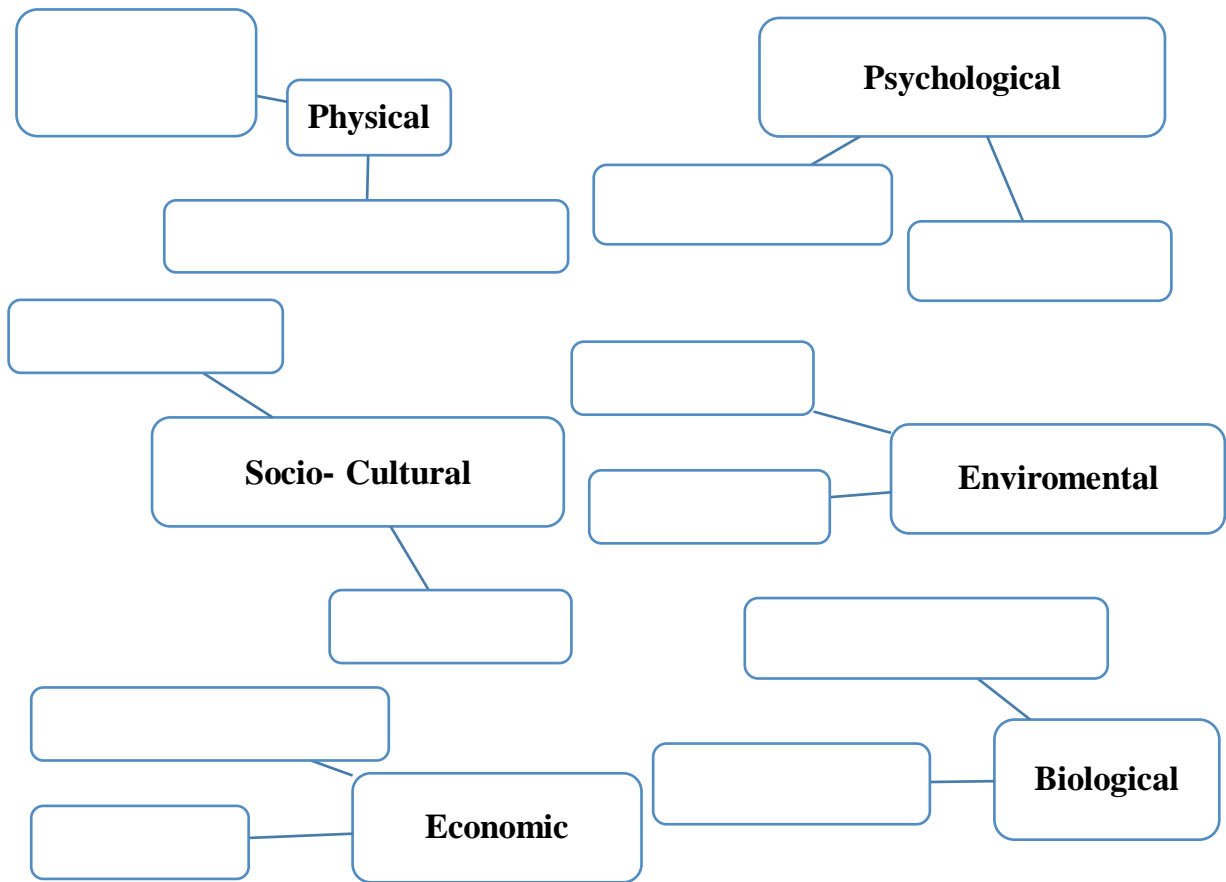 Physical
Psychological
Socio- Cultural
Enviromental
Economic
Biological